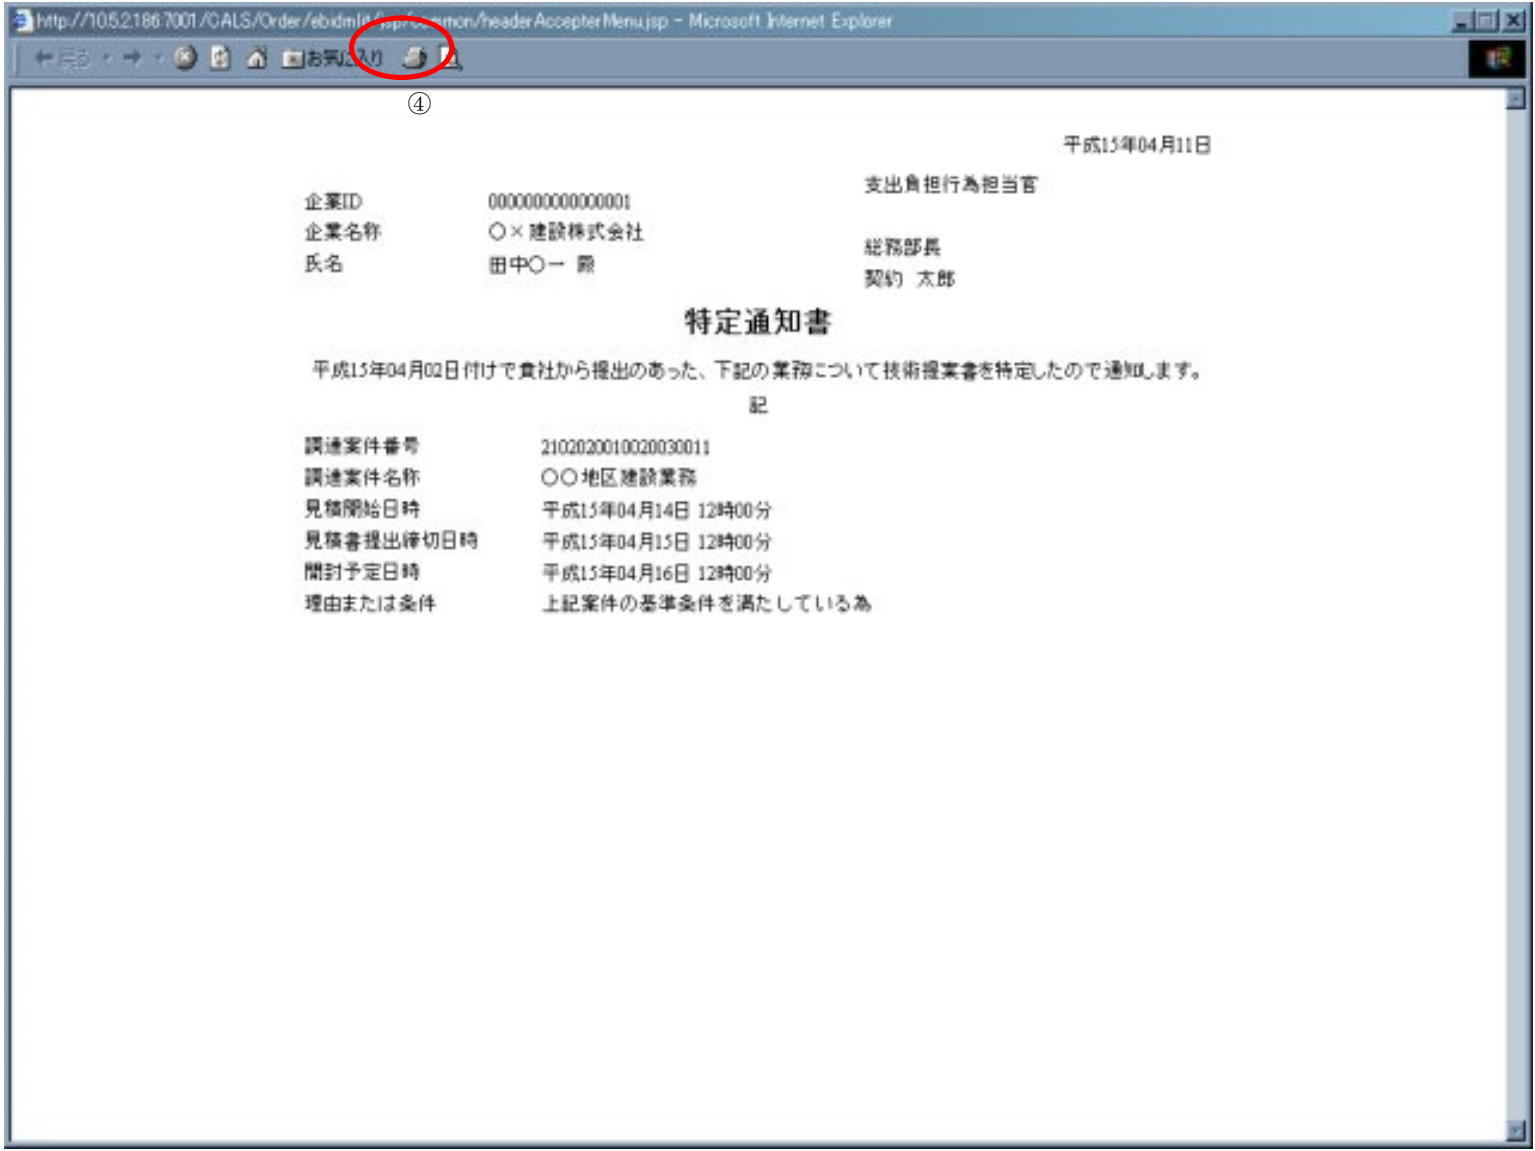 http://10.5.2.186:7001/CALS/Order/ebidmlit/jsp/common/headerAccepterMenu.jsp - Microsoft Internet Explorer
戻る お気に入り
④
平成15年04月11日
支出負担行為担当官
企業ID 0000000000000001
企業名称 ○×建設株式会社
総務部長
氏名 田中○一 殿
契約 太郎
特定通知書
平成15年04月02日付けで貴社から提出のあった、下記の業務について技術提案書を特定したので通知します。
記
調達案件番号 2102020010020030011
調達案件名称 ○○地区建設業務
見積開始日時 平成15年04月14日 12時00分
見積書提出締切日時 平成15年04月15日 12時00分
開封予定日時 平成15年04月16日 12時00分
理由または条件 上記案件の基準条件を満たしている為